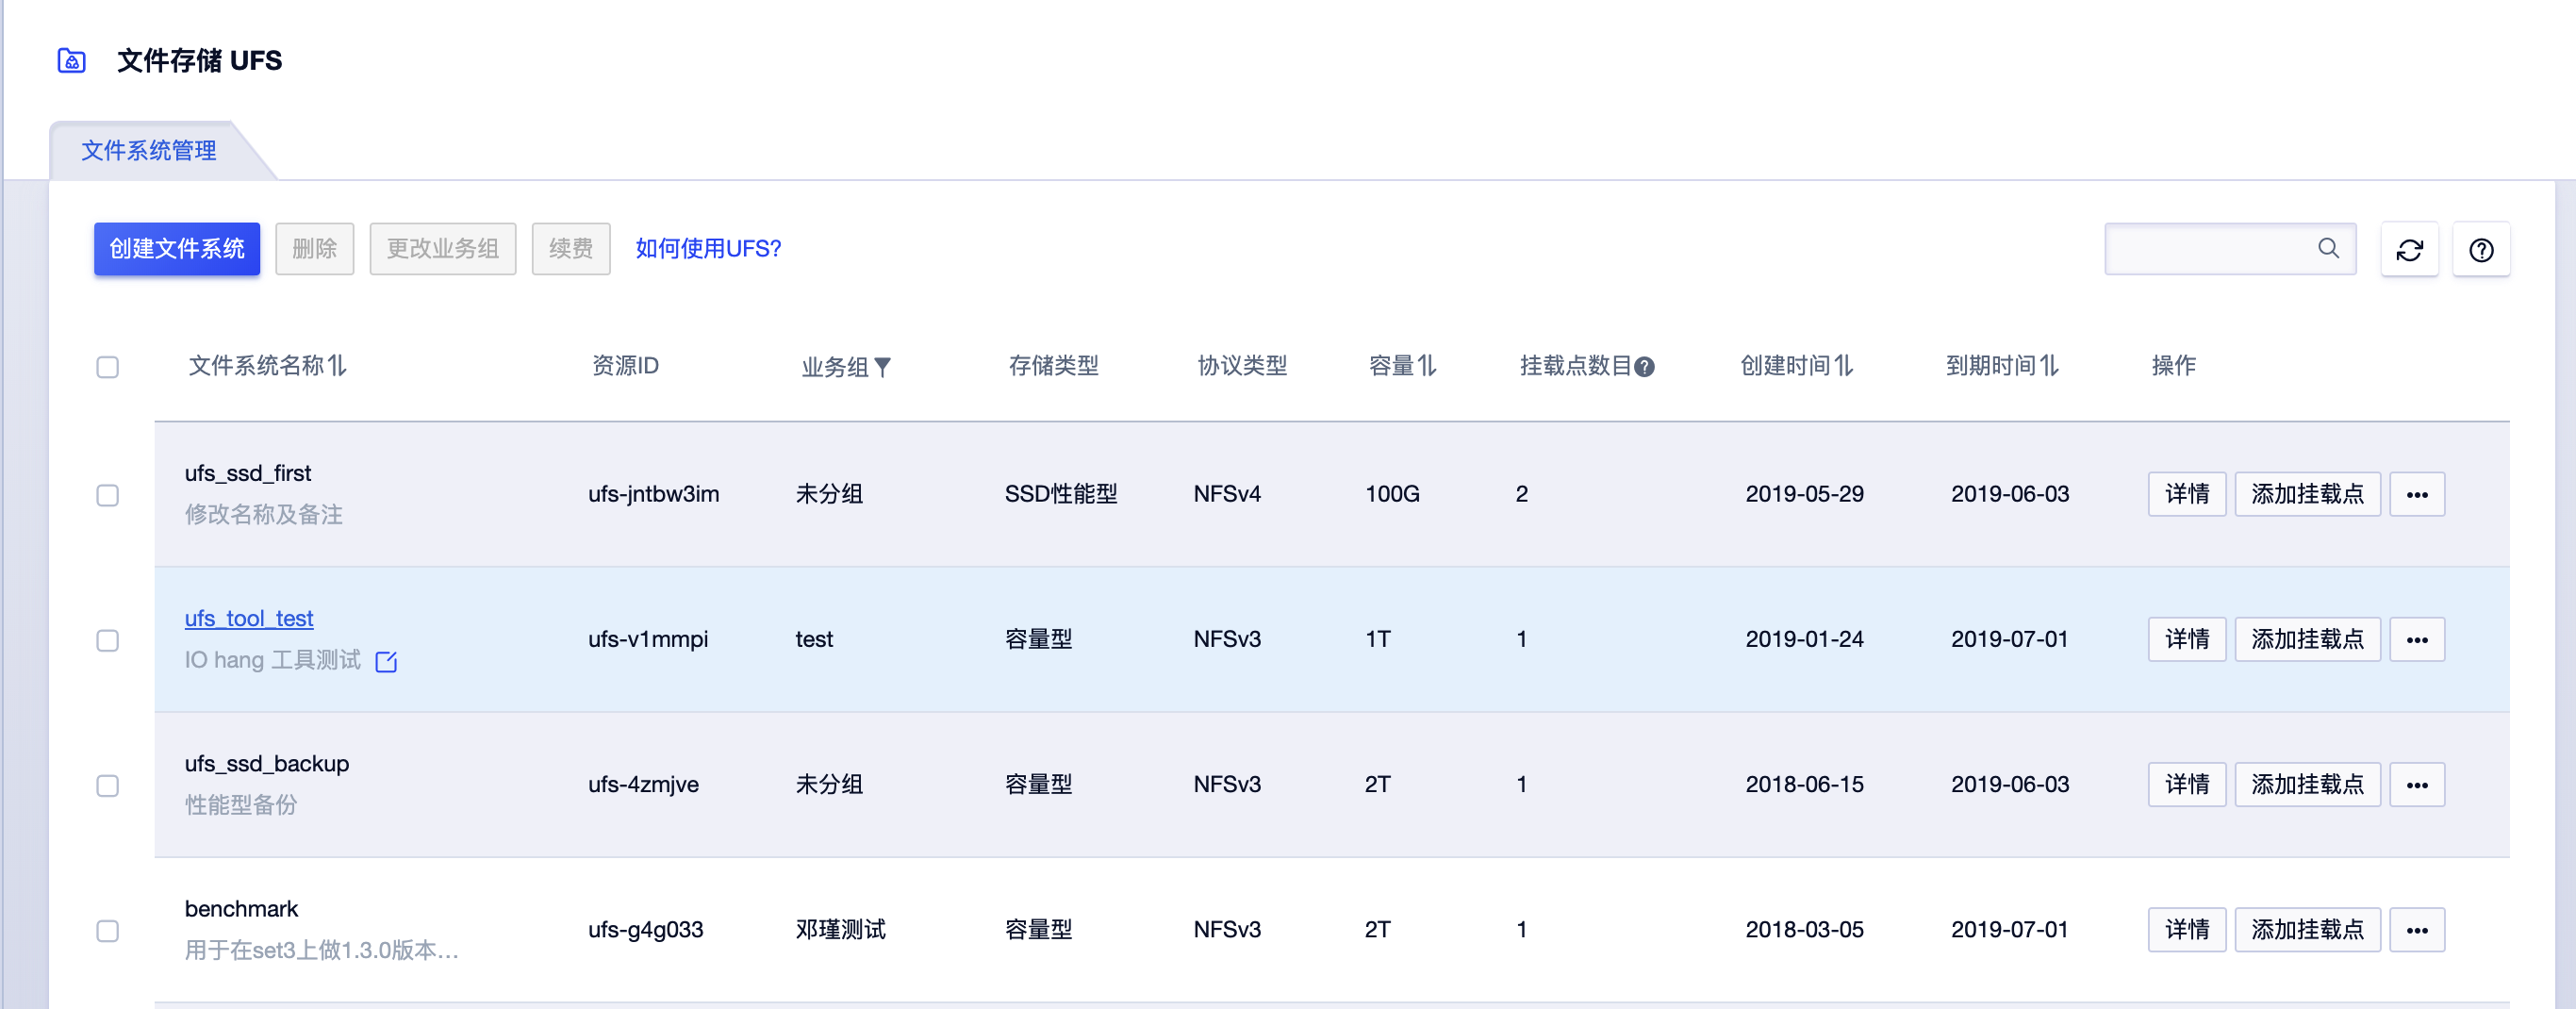 文件存储 UFS
文件系统管理
创建文件系统 删除 更改业务组 续费 如何使用UFS?
文件系统名称 资源ID 业务组 存储类型 协议类型 容量 挂载点数目 创建时间 到期时间 操作
ufs_ssd_first
修改名称及备注
ufs-jntbw3im 未分组 SSD性能型 NFSv4 100G 2 2019-05-29 2019-06-03 详情 添加挂载点 •••
ufs_tool_test
IO hang 工具测试
ufs-v1mmpi test 容量型 NFSv3 1T 1 2019-01-24 2019-07-01 详情 添加挂载点 •••
ufs_ssd_backup
性能型备份
ufs-4zmjve 未分组 容量型 NFSv3 2T 1 2018-06-15 2019-06-03 详情 添加挂载点 •••
benchmark
用于在set3上做1.3.0版本...
ufs-g4g033 邓瑾测试 容量型 NFSv3 2T 1 2018-03-05 2019-07-01 详情 添加挂载点 •••